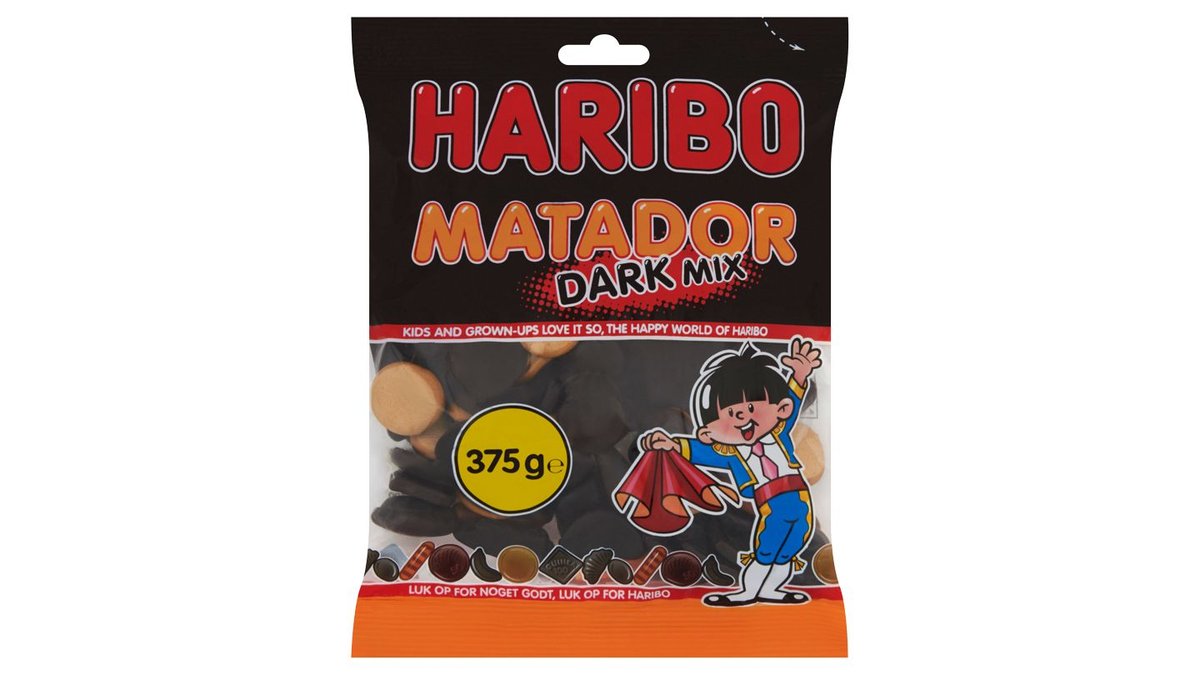 HARIBO
MATADOR
DARK MIX
KIDS AND GROWN-UPS LOVE IT SO, THE HAPPY WORLD OF HARIBO
375 g ℮
LUK OP FOR NOGET GODT, LUK OP FOR HARIBO